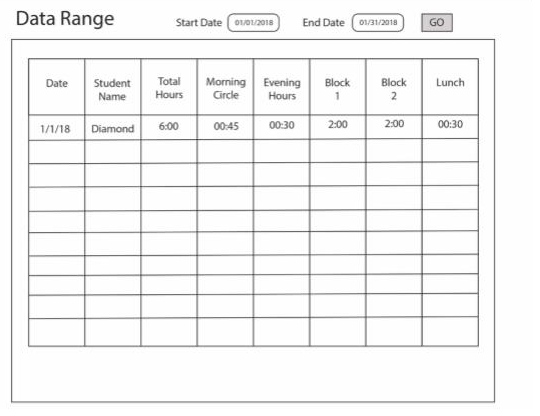 Data Range Start Date 01/01/2018 End Date 01/31/2018 GO
Date Student Name Total Hours Morning Circle Evening Hours Block 1 Block 2 Lunch
1/1/18 Diamond 6:00 00:45 00:30 2:00 2:00 00:30